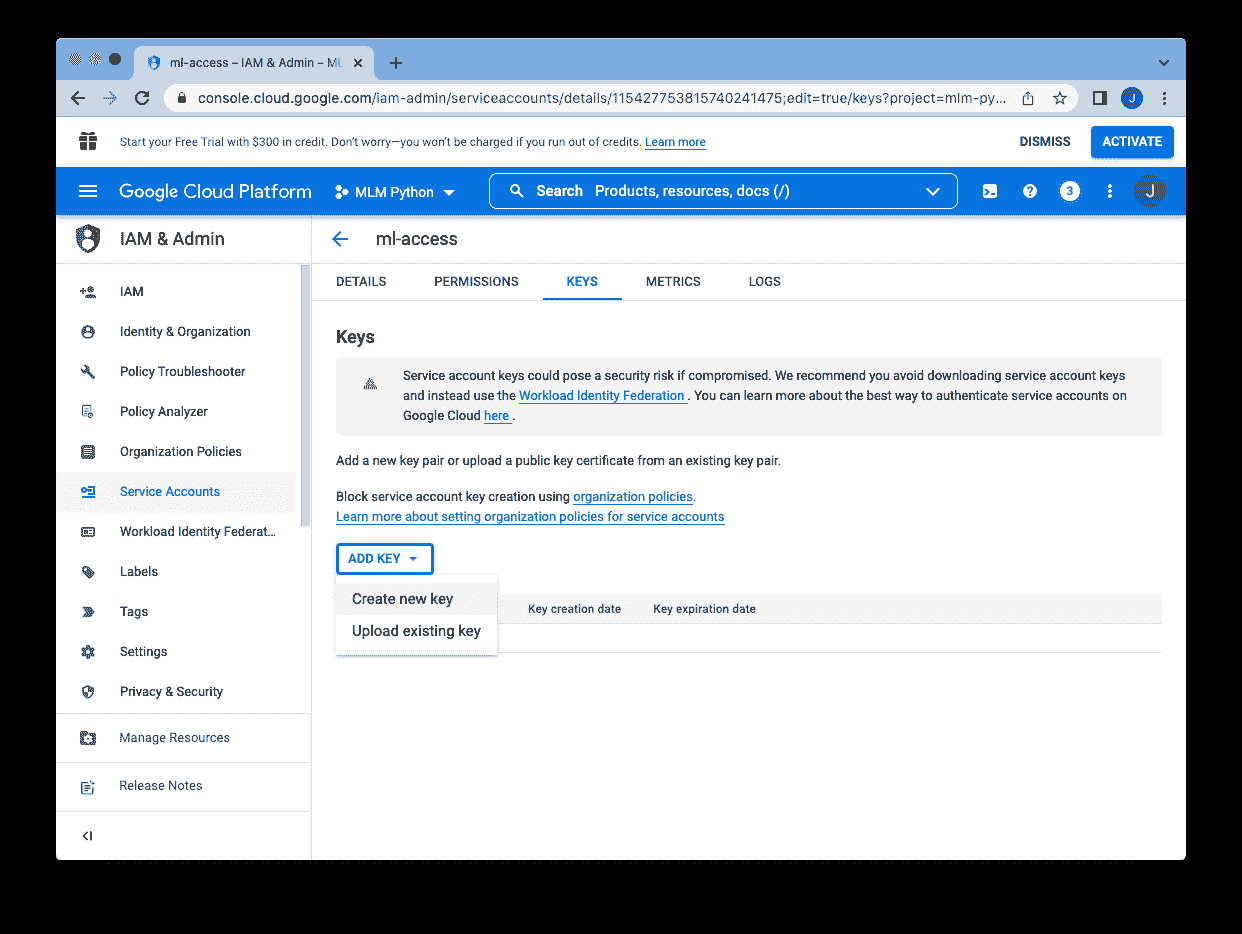 ml-access – IAM & Admin – ML
console.cloud.google.com/iam-admin/serviceaccounts/details/115427753815740241475;edit=true/keys?project=mlm-py...
J
Start your Free Trial with $300 in credit. Don't worry—you won't be charged if you run out of credits. Learn more
DISMISS
ACTIVATE
Google Cloud Platform
MLM Python
Search Products, resources, docs (/)
?
3
J
IAM & Admin
ml-access
DETAILS
PERMISSIONS
KEYS
METRICS
LOGS
IAM
Identity & Organization
Policy Troubleshooter
Policy Analyzer
Organization Policies
Service Accounts
Workload Identity Federat...
Labels
Tags
Settings
Privacy & Security
Manage Resources
Release Notes
Keys
Service account keys could pose a security risk if compromised. We recommend you avoid downloading service account keys
and instead use the Workload Identity Federation . You can learn more about the best way to authenticate service accounts on
Google Cloud here .
Add a new key pair or upload a public key certificate from an existing key pair.
Block service account key creation using organization policies.
Learn more about setting organization policies for service accounts
ADD KEY
Create new key
Upload existing key
Key creation date
Key expiration date